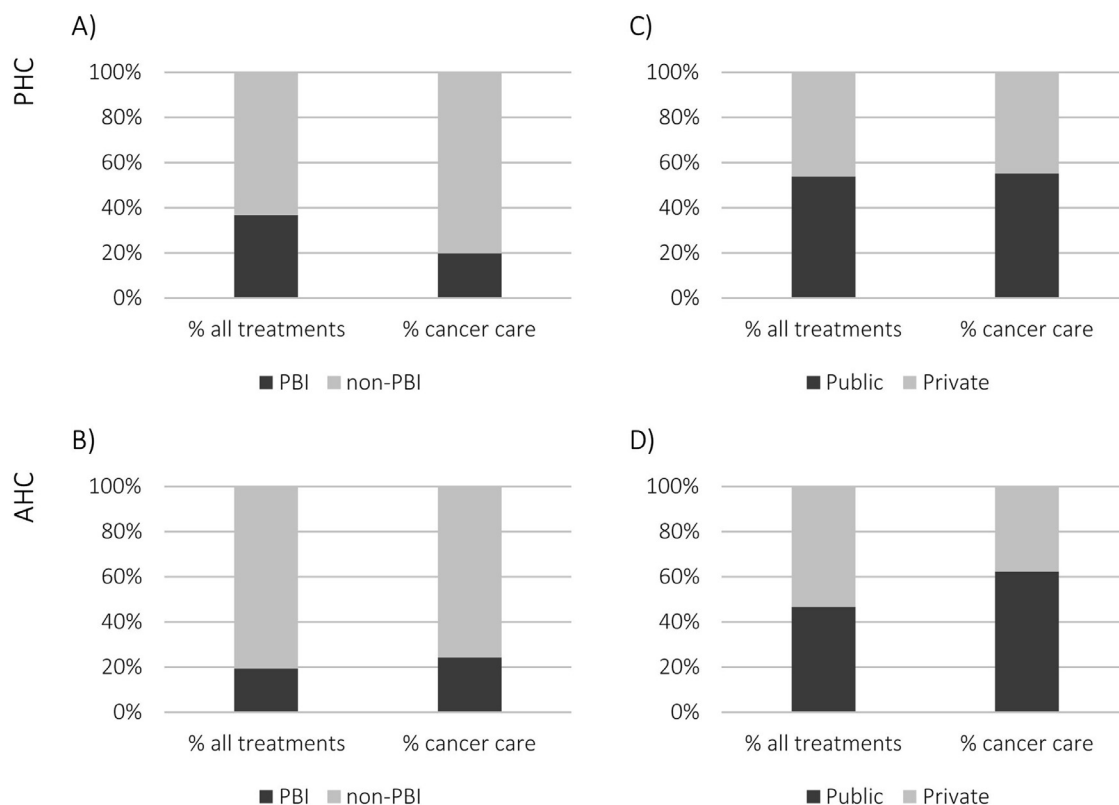 A)
PHC
100%
80%
60%
40%
20%
0%
% all treatments % cancer care
PBI non-PBI
C)
100%
80%
60%
40%
20%
0%
% all treatments % cancer care
Public Private
B)
AHC
100%
80%
60%
40%
20%
0%
% all treatments % cancer care
PBI non-PBI
D)
100%
80%
60%
40%
20%
0%
% all treatments % cancer care
Public Private